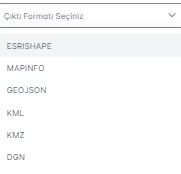 Çıktı Formatı Seçiniz
ESRISHAPE
MAPINFO
GEOJSON
KML
KMZ
DGN